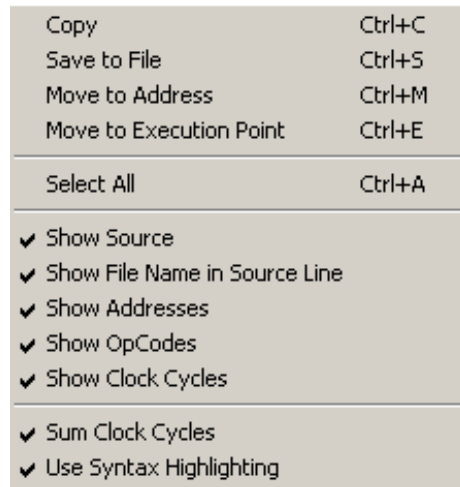 Copy Ctrl+C
Save to File Ctrl+S
Move to Address Ctrl+M
Move to Execution Point Ctrl+E
Select All Ctrl+A
Show Source
Show File Name in Source Line
Show Addresses
Show OpCodes
Show Clock Cycles
Sum Clock Cycles
Use Syntax Highlighting